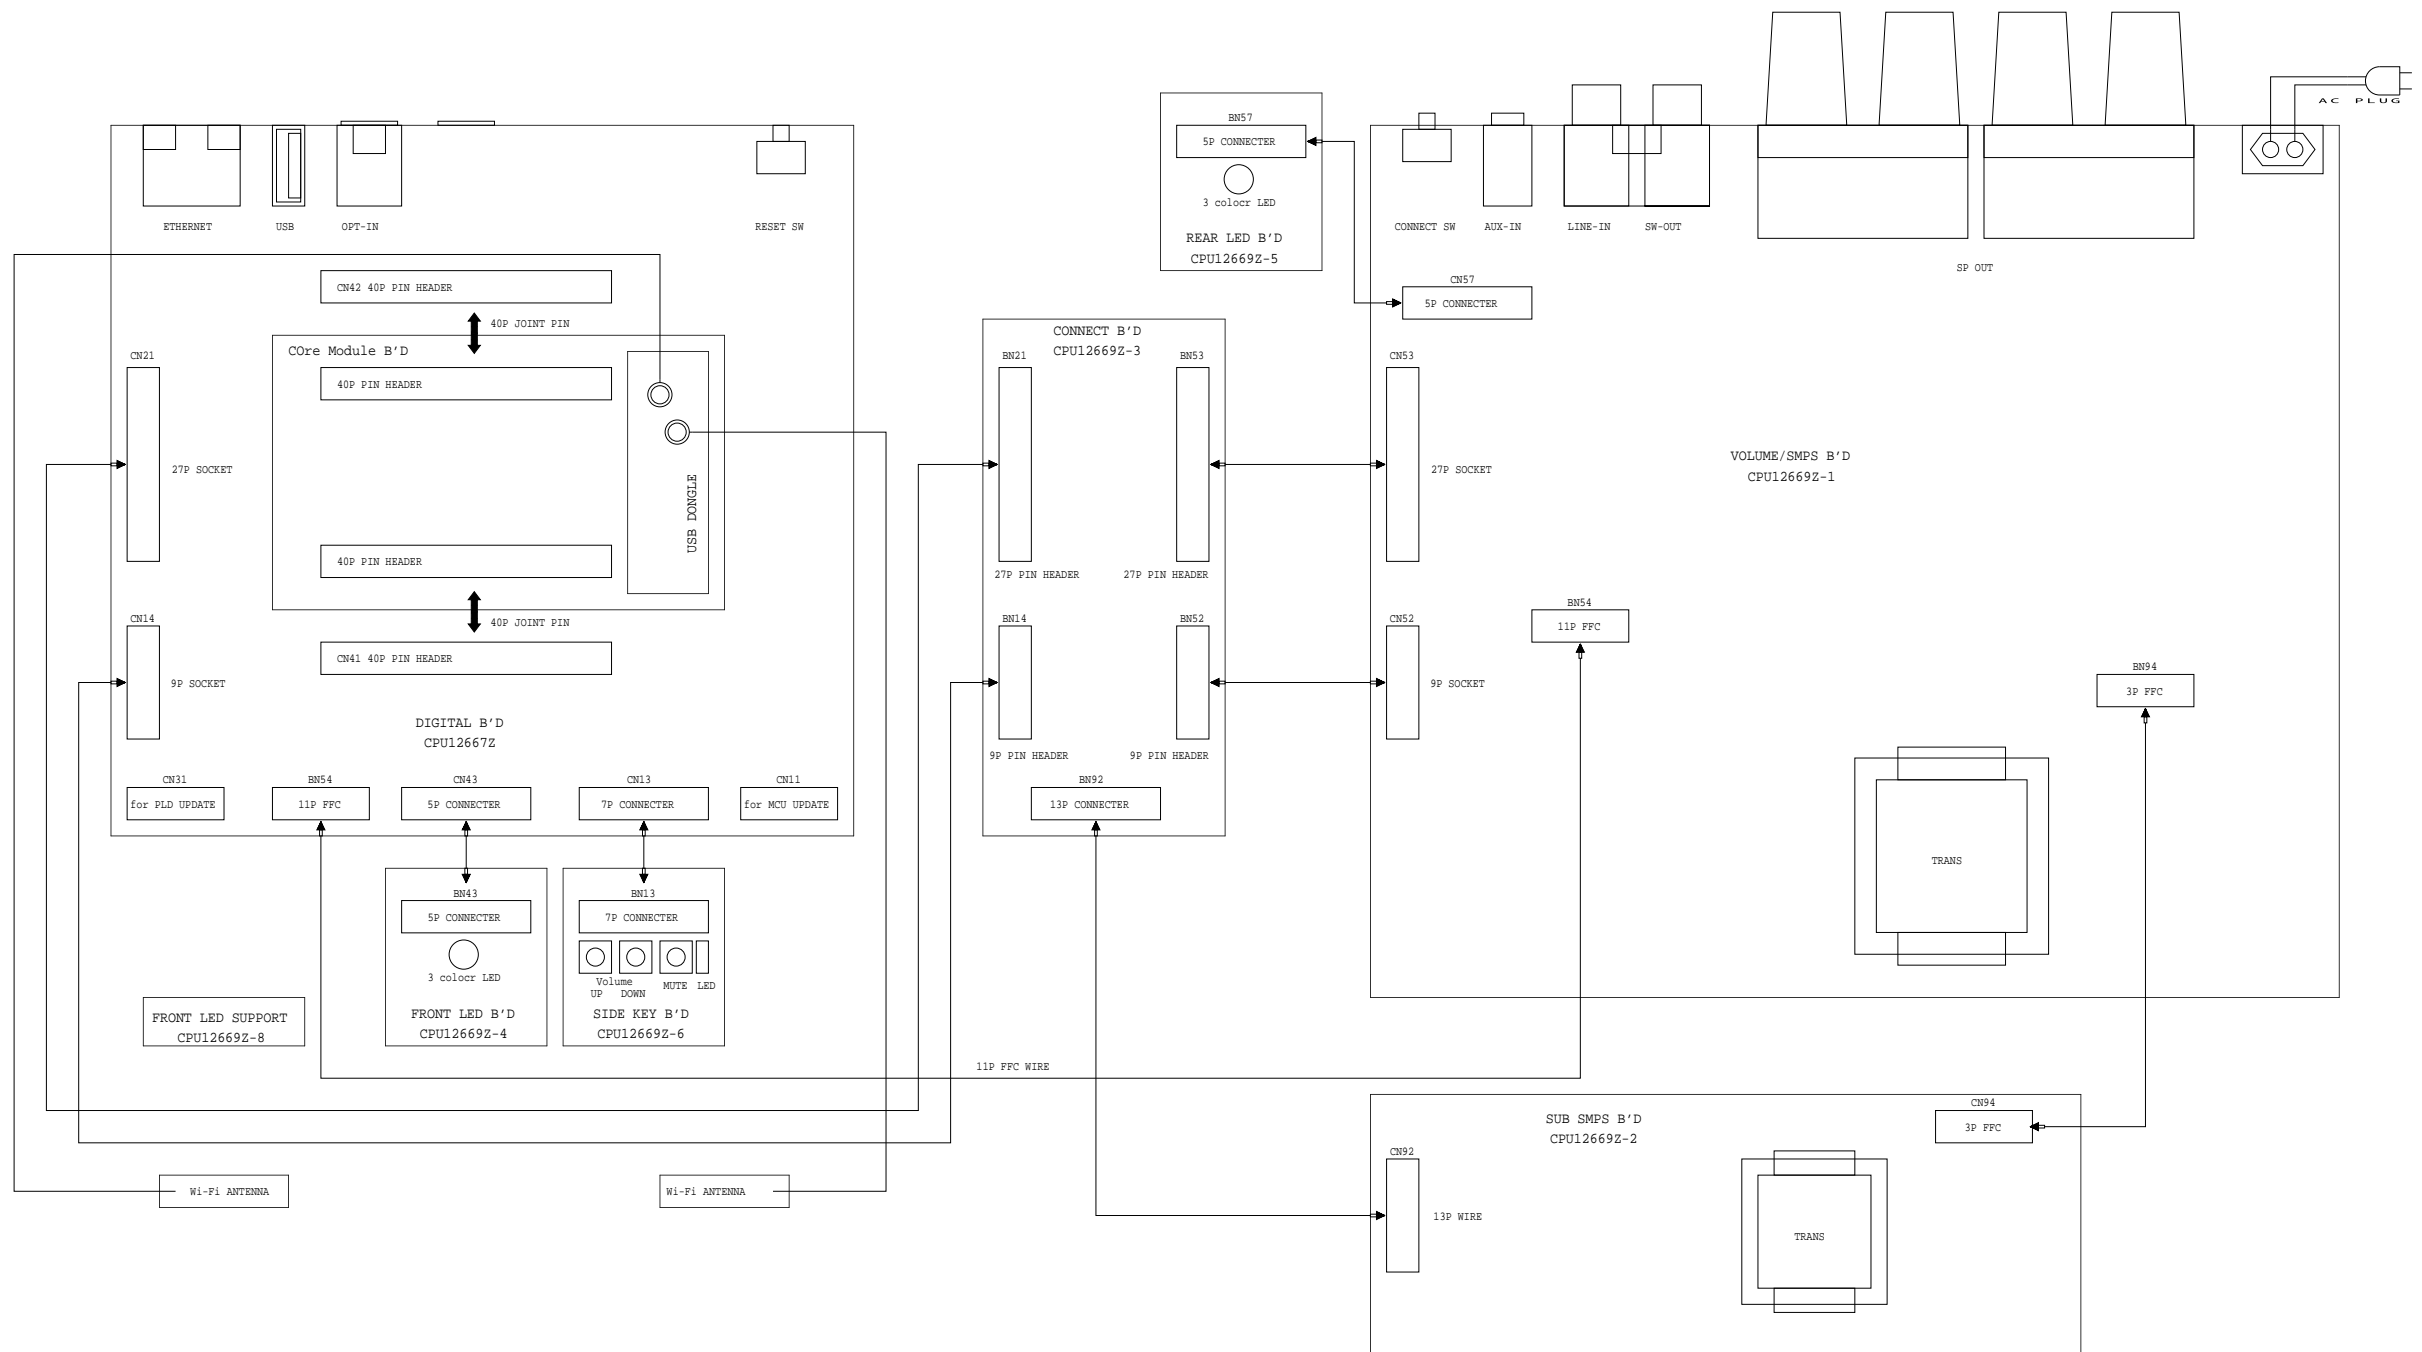 AC PLUG
BN57
5P CONNECTER
3 colocr LED
REAR LED B'D
CPU12669Z-5
ETHERNET
USB
OPT-IN
RESET SW
CONNECT SW
AUX-IN
LINE-IN
SW-OUT
SP OUT
CN42 40P PIN HEADER
40P JOINT PIN
COre Module B'D
40P PIN HEADER
USB DONGLE
40P PIN HEADER
40P JOINT PIN
CN41 40P PIN HEADER
CN21
27P SOCKET
CN14
9P SOCKET
DIGITAL B'D
CPU12667Z
CN31
for PLD UPDATE
BN54
11P FFC
CN43
5P CONNECTER
CN13
7P CONNECTER
CN11
for MCU UPDATE
CONNECT B'D
CPU12669Z-3
BN21
BN53
27P PIN HEADER
27P PIN HEADER
BN14
BN52
9P PIN HEADER
9P PIN HEADER
BN92
13P CONNECTER
CN57
5P CONNECTER
CN53
27P SOCKET
VOLUME/SMPS B'D
CPU12669Z-1
CN52
9P SOCKET
BN54
11P FFC
BN94
3P FFC
TRANS
BN43
5P CONNECTER
3 colocr LED
FRONT LED B'D
CPU12669Z-4
BN13
7P CONNECTER
Volume
UP
DOWN
MUTE
LED
SIDE KEY B'D
CPU12669Z-6
FRONT LED SUPPORT
CPU12669Z-8
11P FFC WIRE
Wi-Fi ANTENNA
Wi-Fi ANTENNA
SUB SMPS B'D
CPU12669Z-2
CN94
3P FFC
CN92
13P WIRE
TRANS